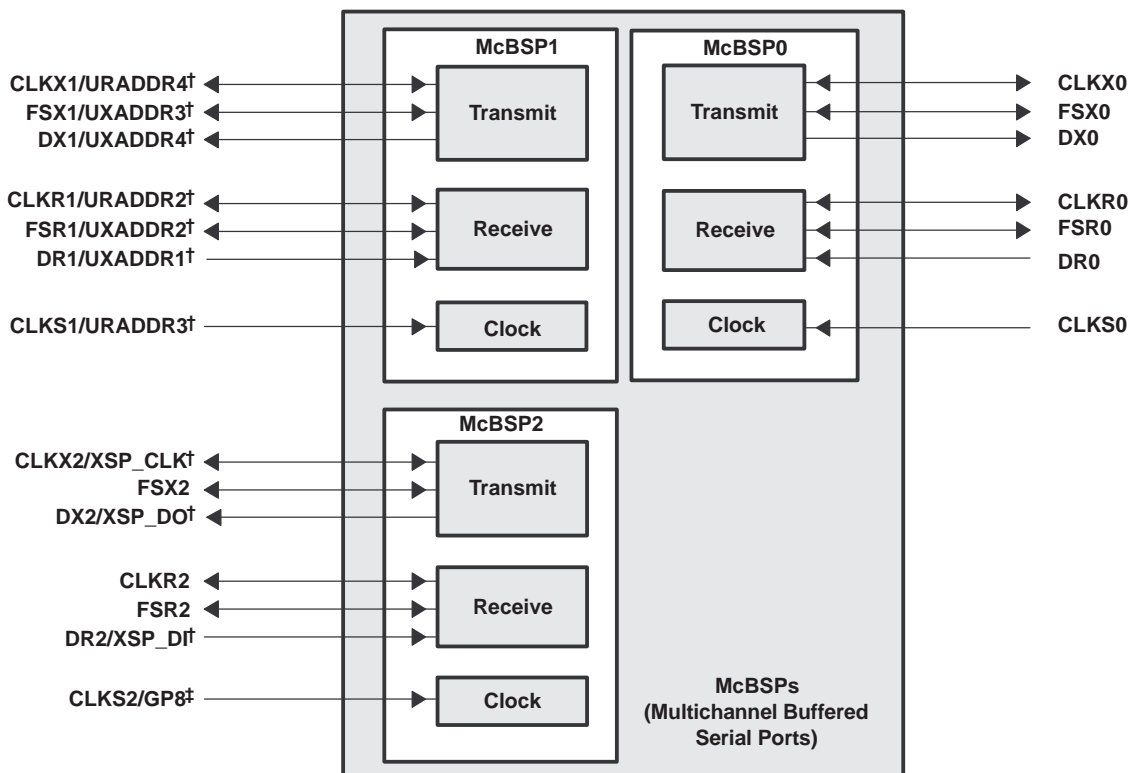 McBSP1
McBSP0
CLKX1/URADDR4†
FSX1/UXADDR3†
DX1/UXADDR4†
Transmit
Transmit
CLKX0
FSX0
DX0
CLKR1/URADDR2†
FSR1/UXADDR2†
DR1/UXADDR1†
Receive
Receive
CLKR0
FSR0
DR0
CLKS1/URADDR3†
Clock
Clock
CLKS0
McBSP2
CLKX2/XSP_CLK†
FSX2
DX2/XSP_DO†
Transmit
CLKR2
FSR2
DR2/XSP_DI†
Receive
CLKS2/GP8‡
Clock
McBSPs
(Multichannel Buffered
Serial Ports)